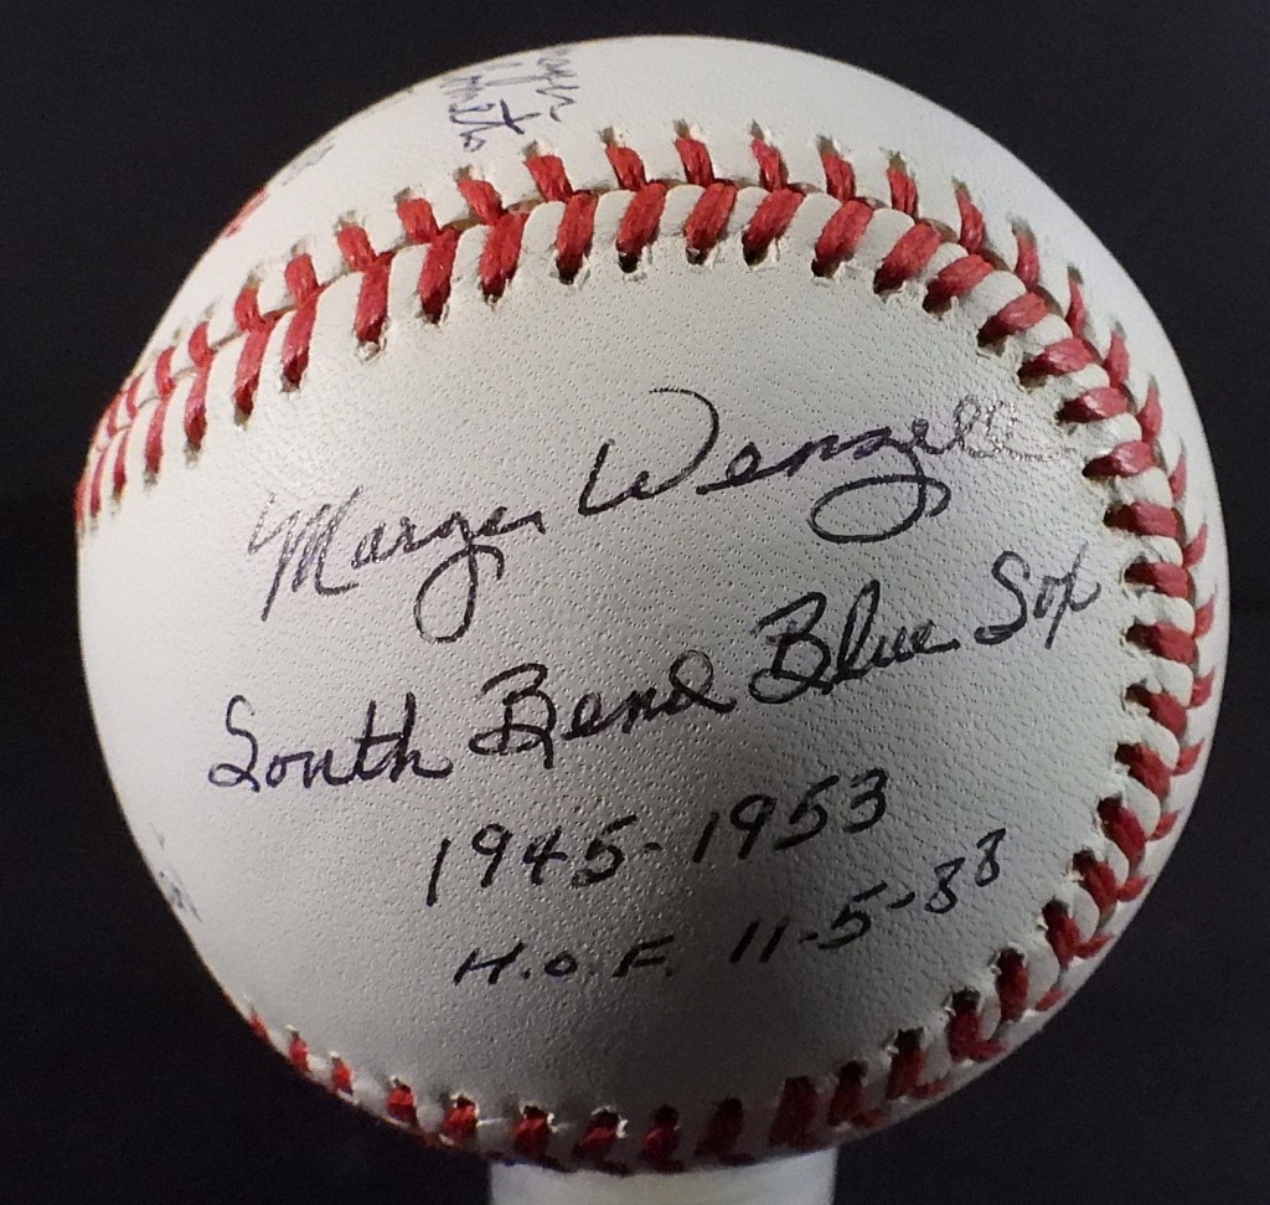 Marge Wenzell
South Bend Blue Sox
1945-1953
H.O.F. 11-5-88